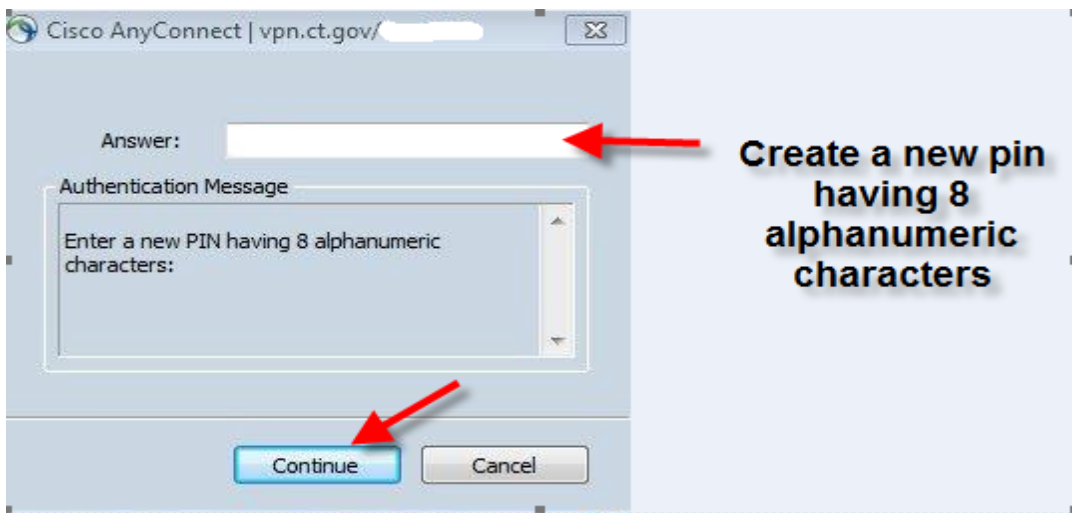 Cisco AnyConnect | vpn.ct.gov/
Answer:
Create a new pin
having 8
alphanumeric
characters
Authentication Message
Enter a new PIN having 8 alphanumeric
characters:
Continue
Cancel